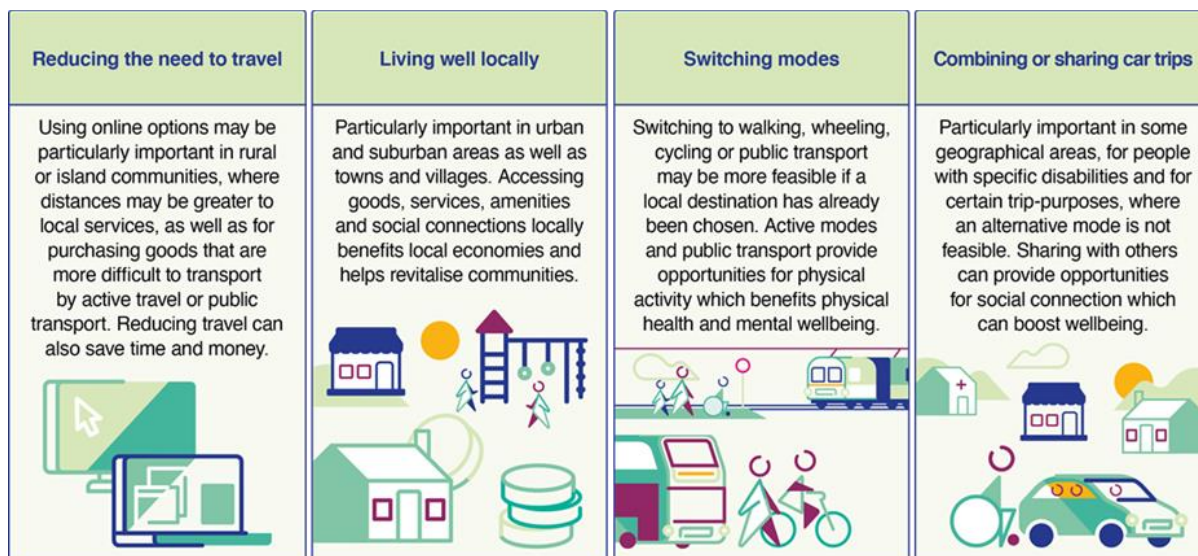 Reducing the need to travel
Using online options may be
particularly important in rural
or island communities, where
distances may be greater to
local services, as well as for
purchasing goods that are
more difficult to transport
by active travel or public
transport. Reducing travel can
also save time and money.
Living well locally
Particularly important in urban
and suburban areas as well as
towns and villages. Accessing
goods, services, amenities
and social connections locally
benefits local economies and
helps revitalise communities.
Switching modes
Switching to walking, wheeling,
cycling or public transport
may be more feasible if a
local destination has already
been chosen. Active modes
and public transport provide
opportunities for physical
activity which benefits physical
health and mental wellbeing.
Combining or sharing car trips
Particularly important in some
geographical areas, for people
with specific disabilities and for
certain trip-purposes, where
an alternative mode is not
feasible. Sharing with others
can provide opportunities
for social connection which
can boost wellbeing.